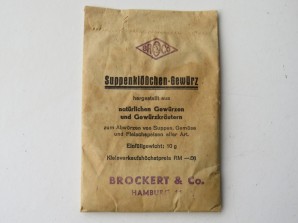 BROCO
Suppenklößchen-Gewürz
hergestellt aus
natürlichen Gewürzen
und Gewürzkräutern
zum Abwürzen von Suppen, Gemüse
und Fleischspeisen aller Art.
Einfüllgewicht: 10 g
Kleinverkaufshöchstpreis RM
BROCKERT & Co.
HAMBURG